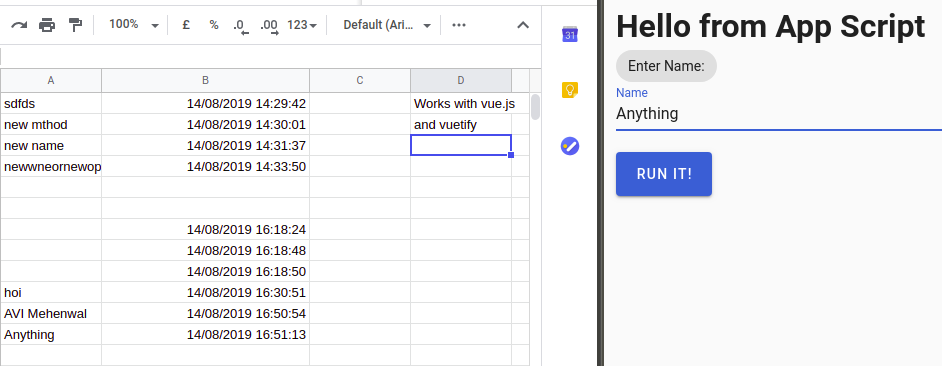 100%
£
%
.0
.00
123
Default (Ari...
31
A B C D
sdfds 14/08/2019 14:29:42 Works with vue.js
new mthod 14/08/2019 14:30:01 and vuetify
new name 14/08/2019 14:31:37
newwneornewop 14/08/2019 14:33:50
14/08/2019 16:18:24
14/08/2019 16:18:48
14/08/2019 16:18:50
hoi 14/08/2019 16:30:51
AVI Mehenwal 14/08/2019 16:50:54
Anything 14/08/2019 16:51:13
Hello from App Script
Enter Name:
Name
Anything
RUN IT!